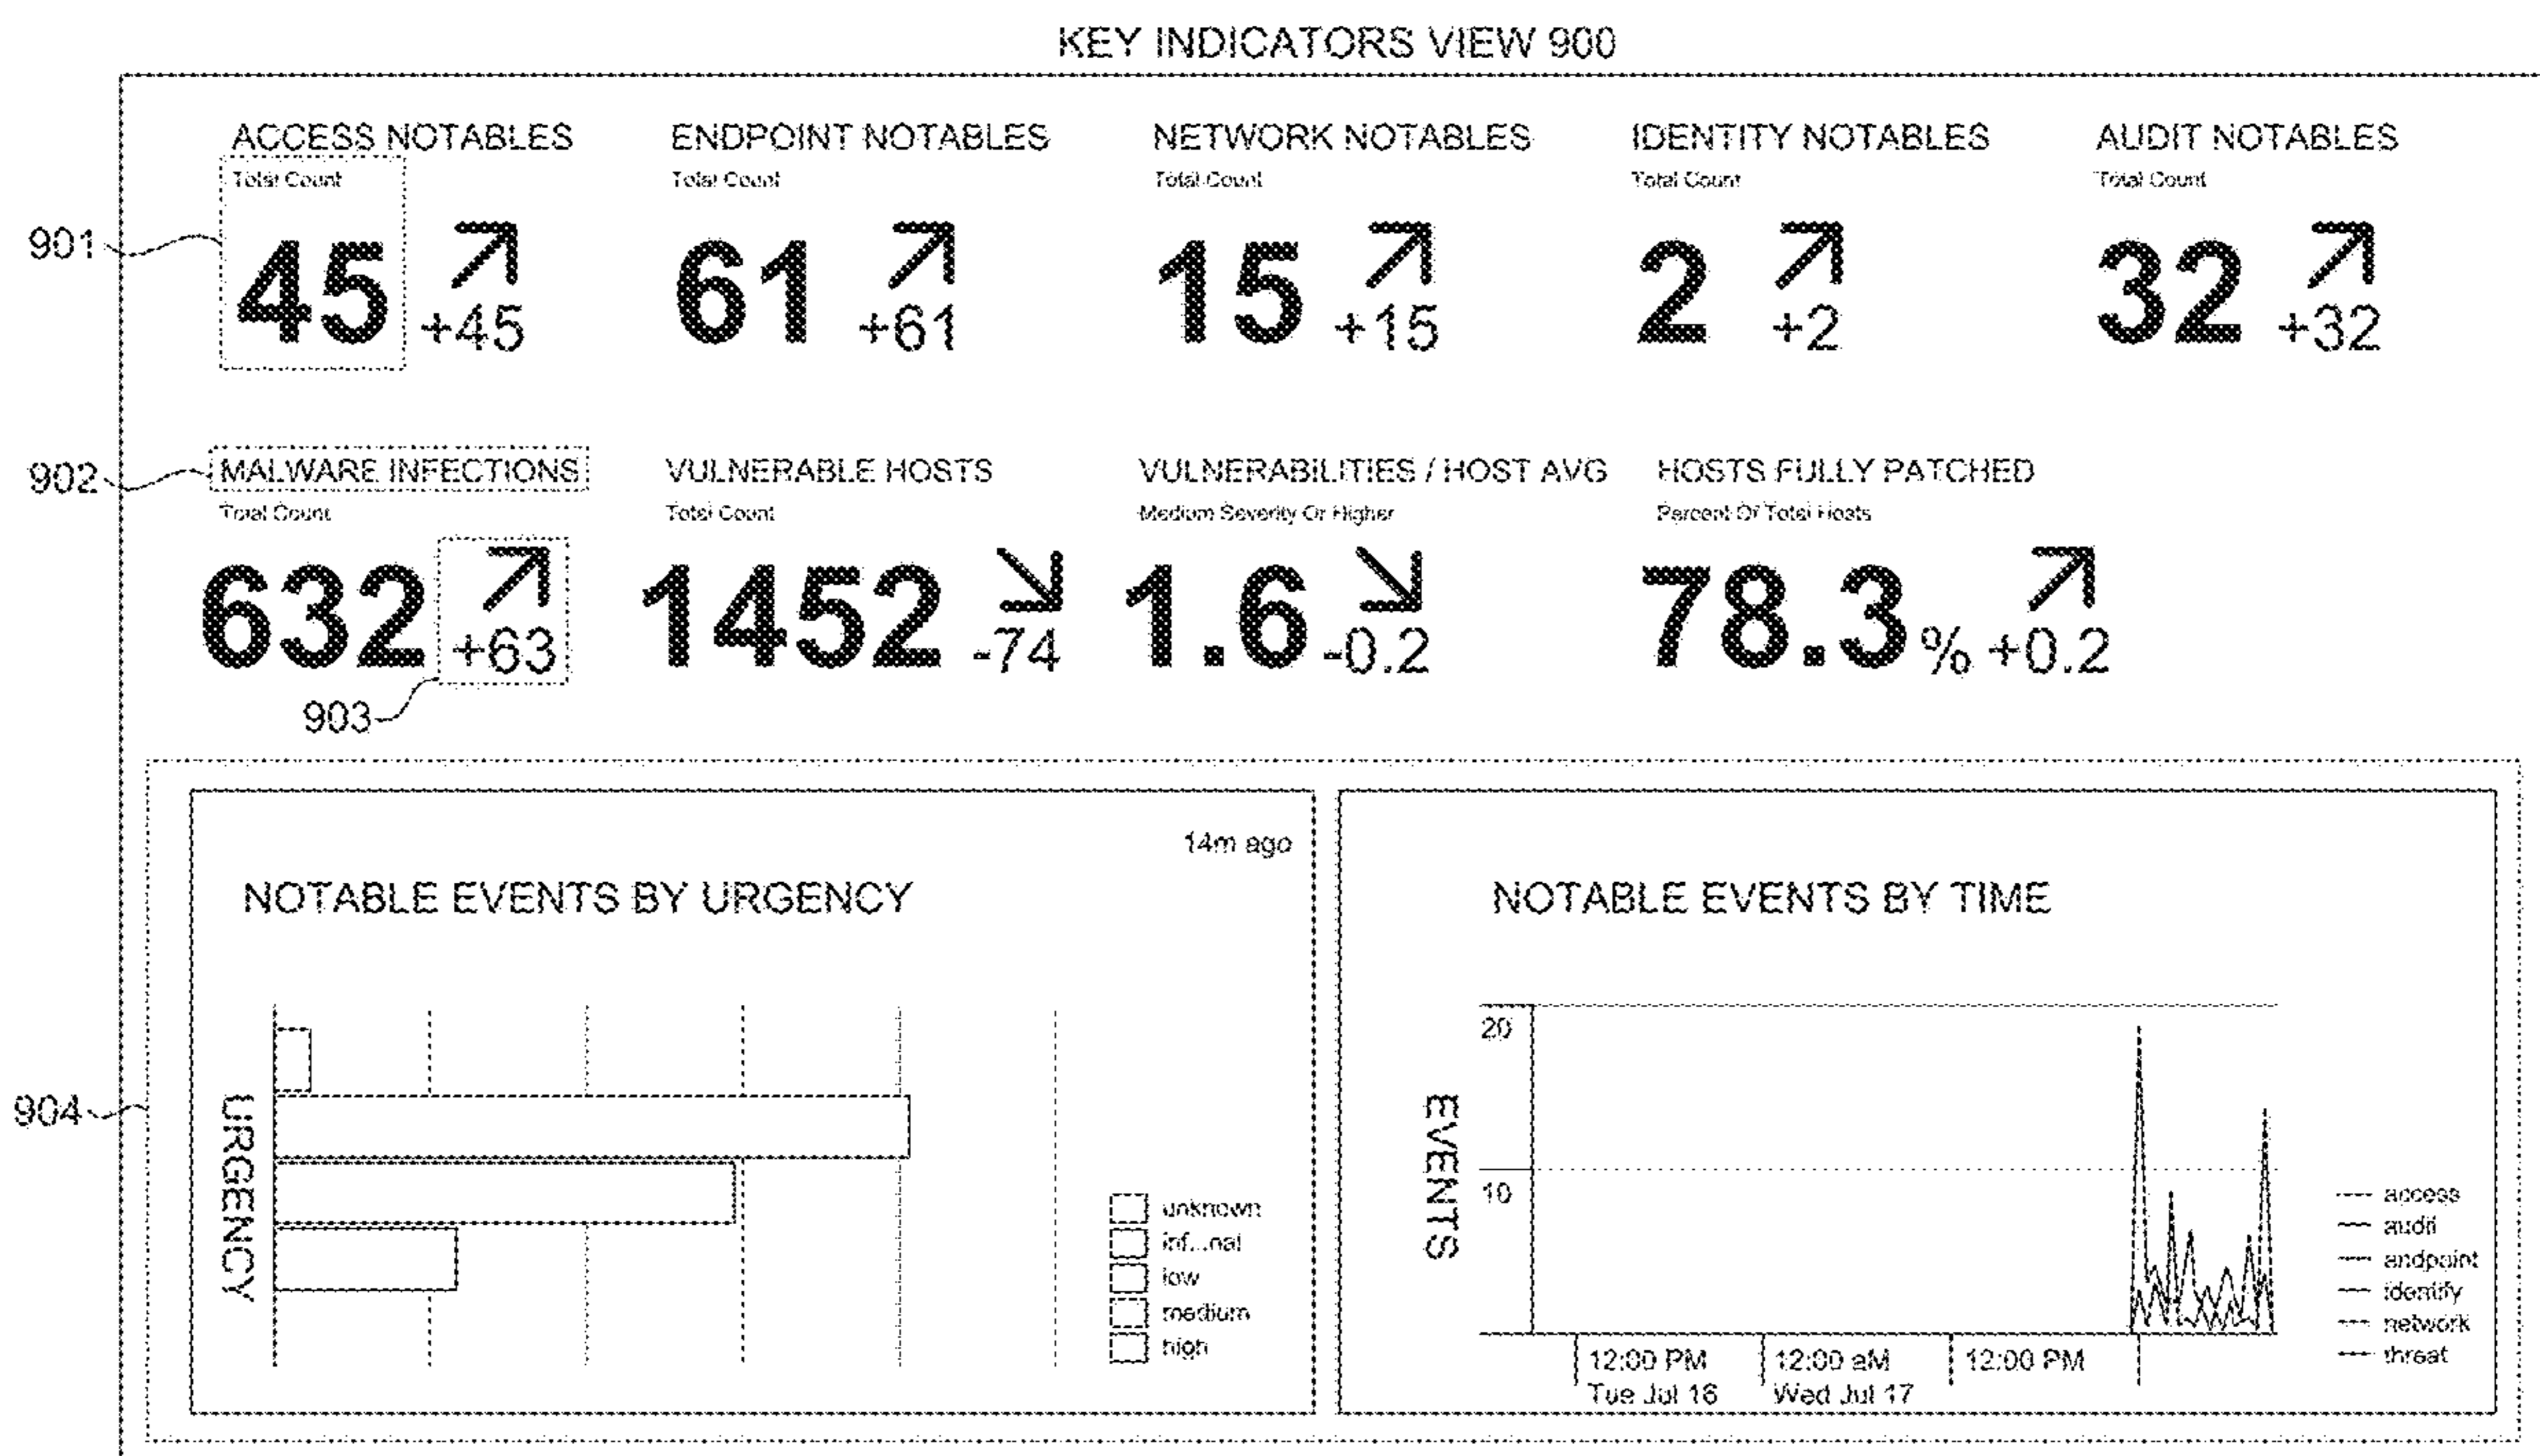 KEY INDICATORS VIEW 900
ACCESS NOTABLES
Total Count
45 +45
ENDPOINT NOTABLES
Total Count
61 +61
NETWORK NOTABLES
Total Count
15 +15
IDENTITY NOTABLES
Total Count
2 +2
AUDIT NOTABLES
Total Count
32 +32
901
902
MALWARE INFECTIONS
Total Count
632 +63
903
VULNERABLE HOSTS
Total Count
1452 -74
VULNERABILITIES / HOST AVG
Medium Severity Or Higher
1.6 -0.2
HOSTS FULLY PATCHED
Percent Of Total Hosts
78.3 % +0.2
904
14m ago
NOTABLE EVENTS BY URGENCY
URGENCY
unknown
inf...nal
low
medium
high
NOTABLE EVENTS BY TIME
EVENTS
20
10
12:00 PM
Tue Jul 16
12:00 aM
Wed Jul 17
12:00 PM
access
audit
andpoint
identify
network
threat